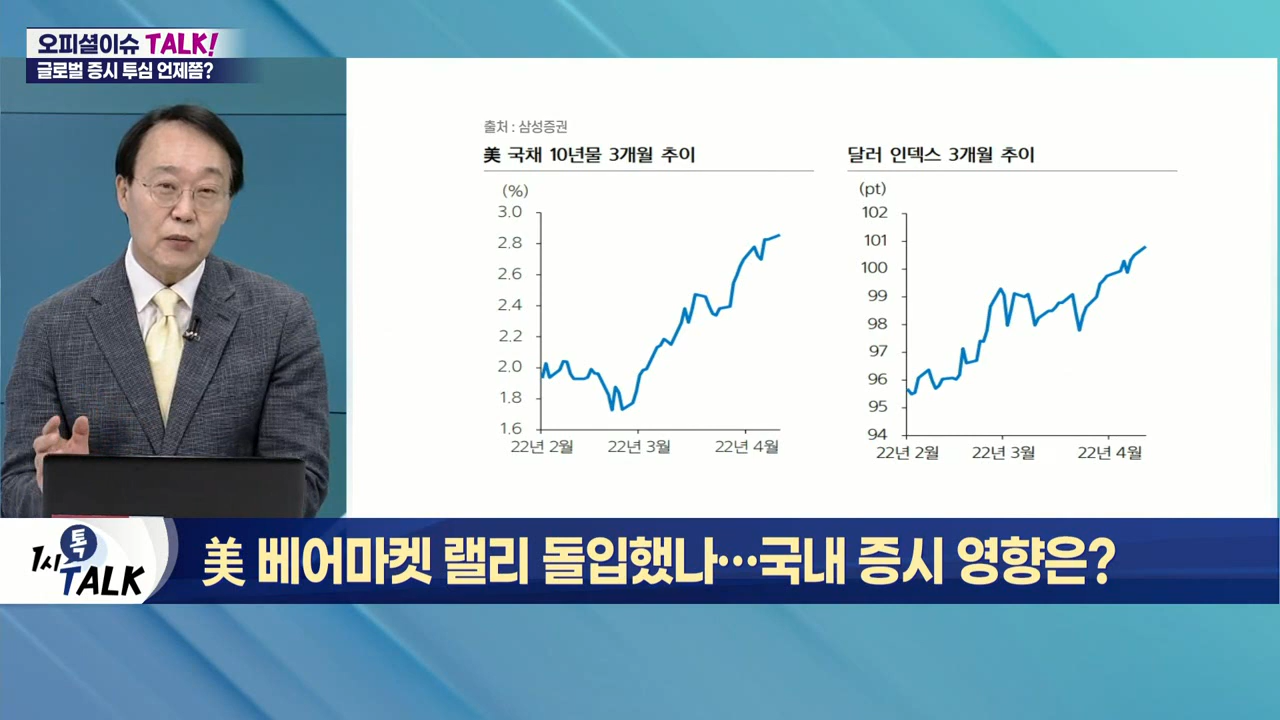 오피셜이슈 TALK!
글로벌 증시 투심 언제쯤?
출처 : 삼성증권
美 국채 10년물 3개월 추이
(%)
3.0
2.8
2.6
2.4
2.2
2.0
1.8
1.6
22년 2월 22년 3월 22년 4월
달러 인덱스 3개월 추이
(pt)
102
101
100
99
98
97
96
95
94
22년 2월 22년 3월 22년 4월
1시 톡 TALK
美 베어마켓 랠리 돌입했나…국내 증시 영향은?